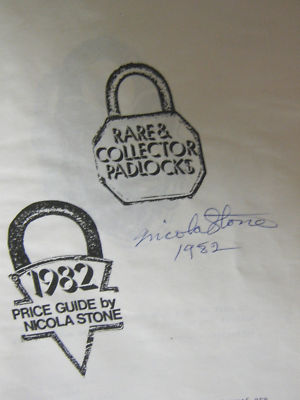 RARE &
COLLECTOR
PADLOCKS
Nicola Stone
1982
1982
PRICE GUIDE by
NICOLA STONE